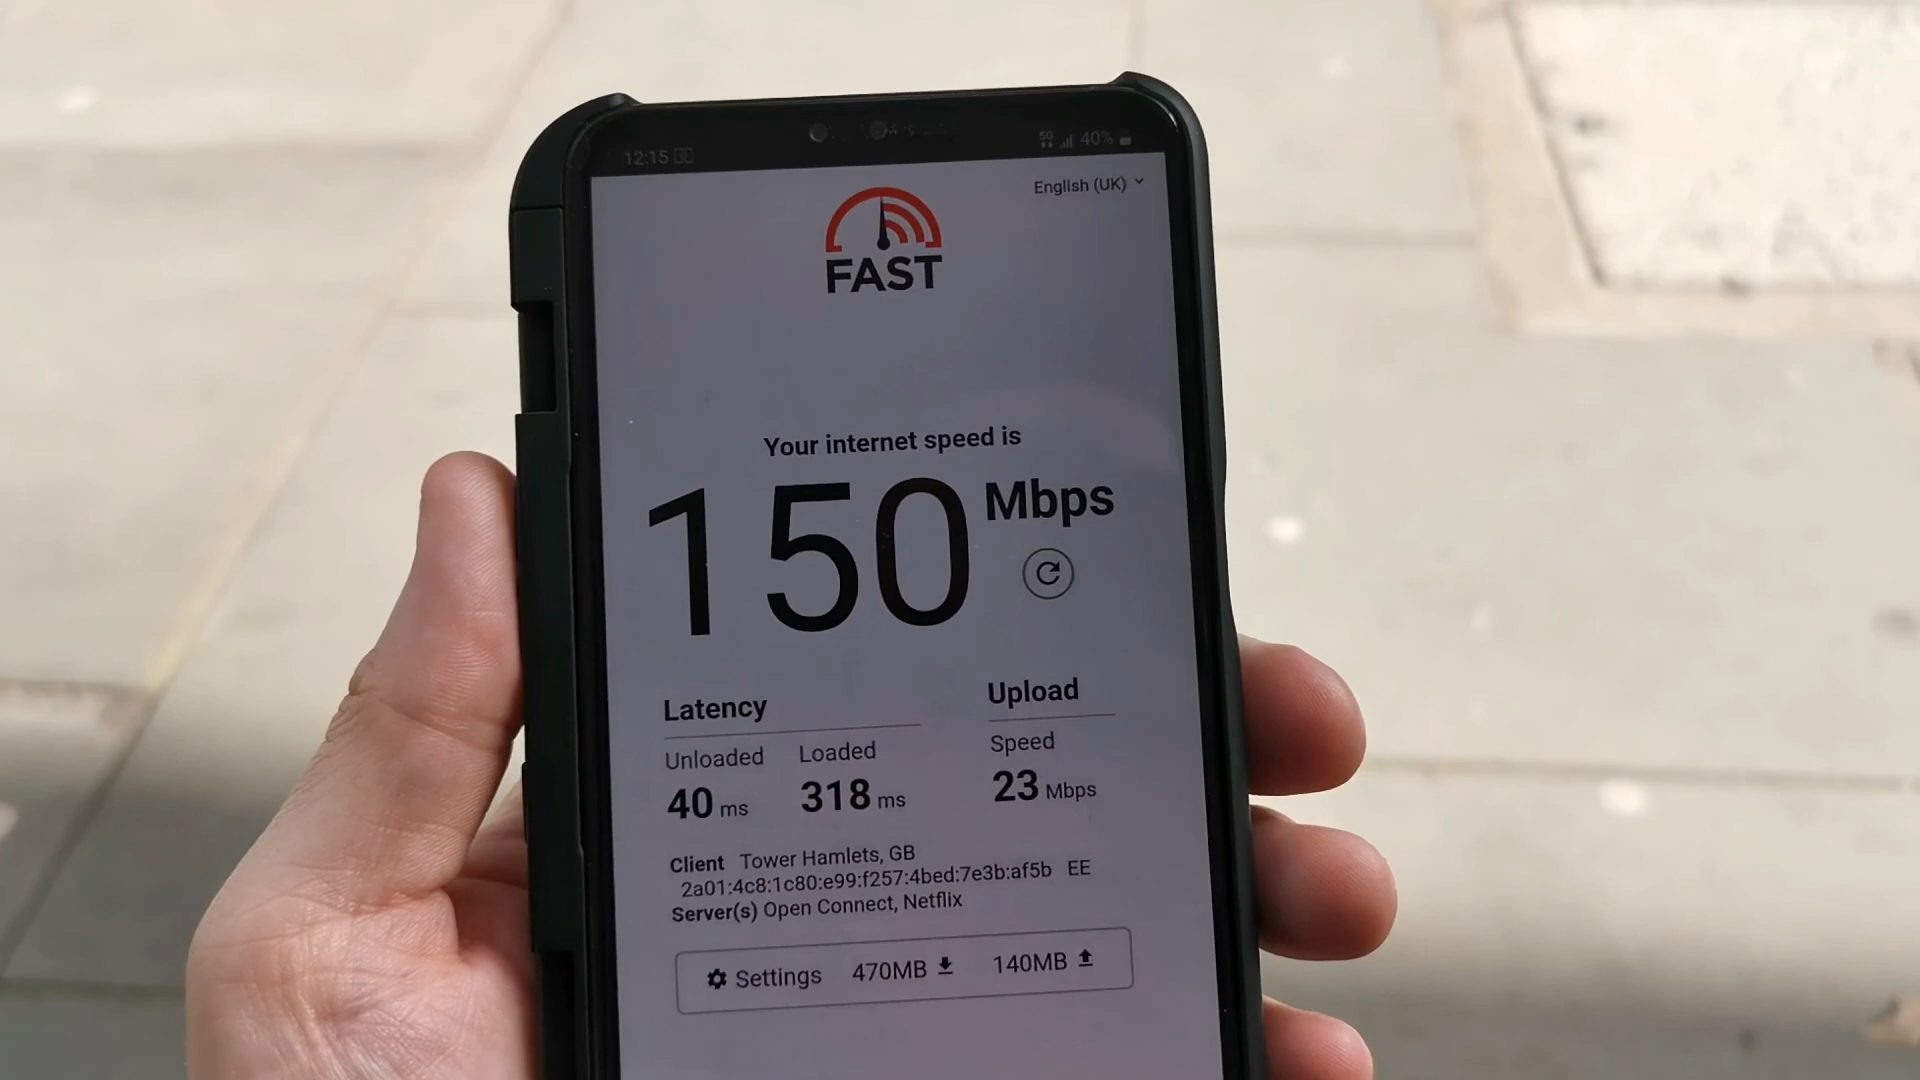 12:15
5G 40%
English (UK)
FAST
Your internet speed is
150 Mbps
Latency
Upload
Unloaded Loaded
Speed
40 ms 318 ms
23 Mbps
Client Tower Hamlets, GB
2a01:4c8:1c80:e99:f257:4bed:7e3b:af5b EE
Server(s) Open Connect, Netflix
Settings 470MB 140MB